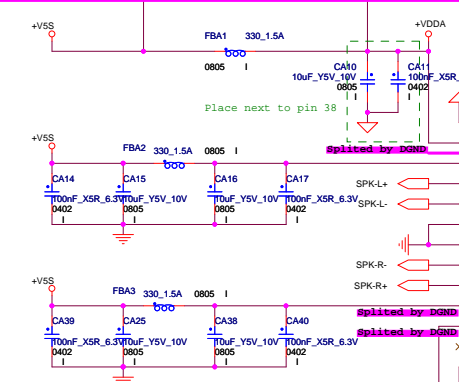 +V5S
FBA1 330_1.5A
+VDDA
0805 I
CA10 CA11
10uF_Y5V_10V 100nF_X5R_
0805 0402
I I
Place next to pin 38
Splited by DGND
+V5S
FBA2 330_1.5A 0805 I
CA14 CA15 CA16 CA17
100nF_X5R_6.3V 10uF_Y5V_10V 10uF_Y5V_10V 100nF_X5R_6.3V
0402 0805 0805 0402
I I I I
SPK-L+
SPK-L-
SPK-R-
SPK-R+
+V5S
FBA3 330_1.5A 0805 I
Splited by DGND
CA39 CA25 CA38 CA40
Splited by DGND
100nF_X5R_6.3V 10uF_Y5V_10V 10uF_Y5V_10V 100nF_X5R_6.3V
0402 0805 0805 0402
I I I I